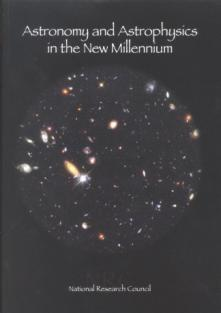 Astronomy and Astrophysics
in the New Millennium
National Research Council